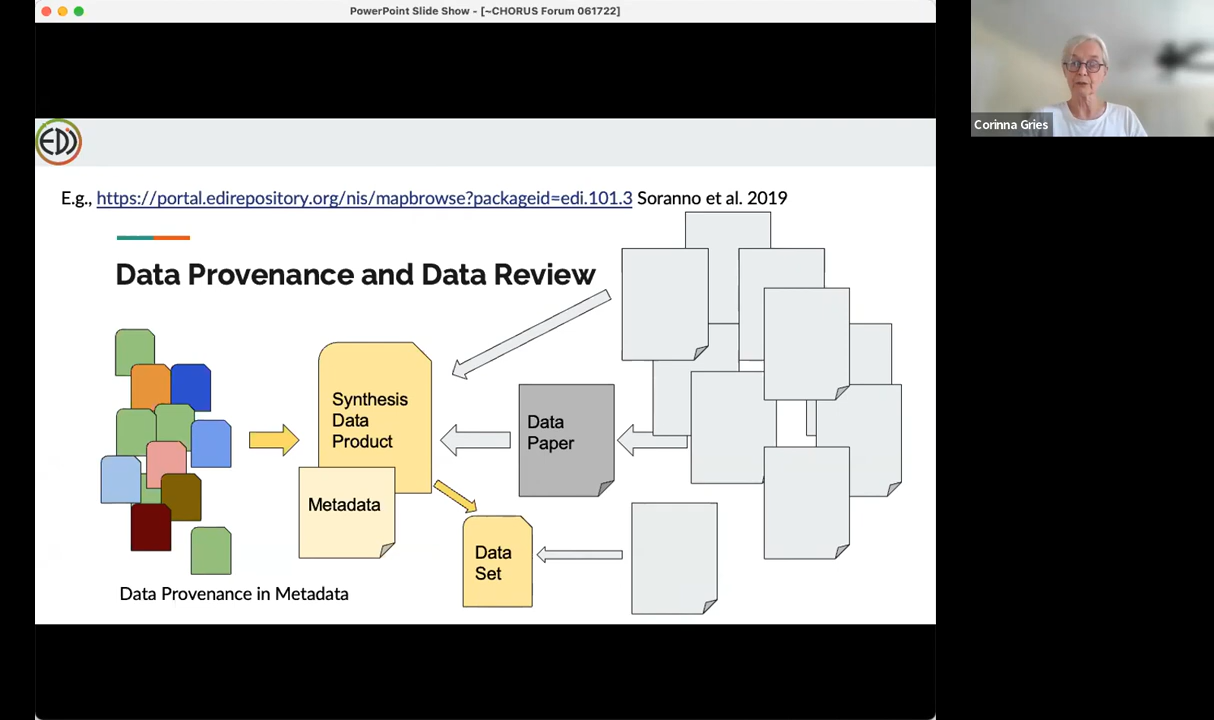 PowerPoint Slide Show - [~CHORUS Forum 061722]
Corinna Gries
EDI
E.g., https://portal.edirepository.org/nis/mapbrowse?packageid=edi.101.3 Soranno et al. 2019
Data Provenance and Data Review
Synthesis
Data
Product
Data
Paper
Metadata
Data
Set
Data Provenance in Metadata